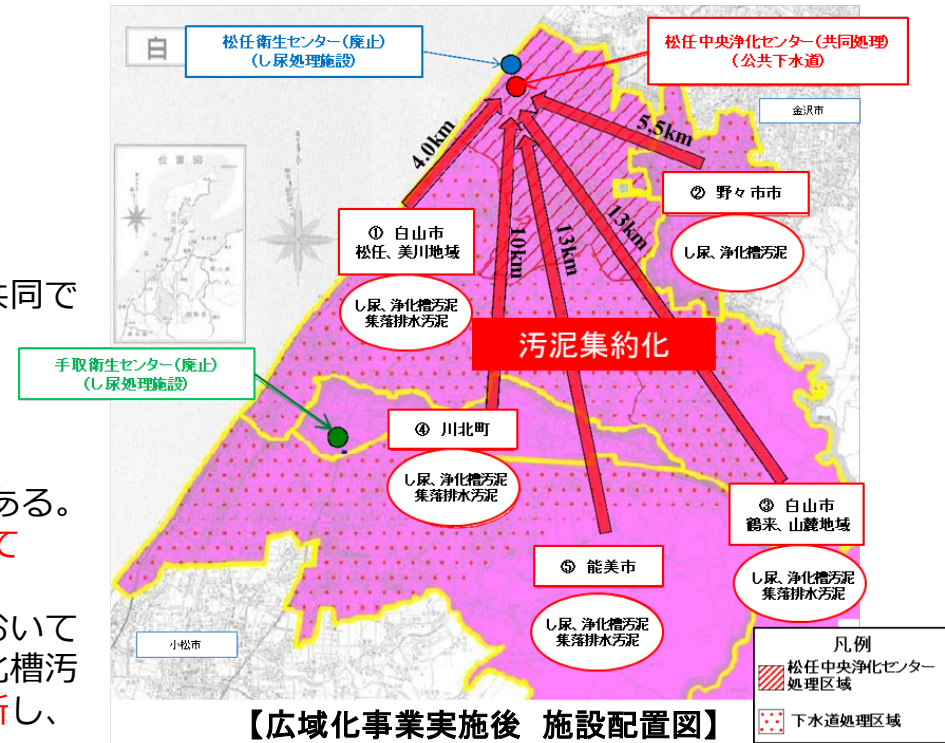 共同で
ある。
て
おいて
化槽汚
新し、
白
松任衛生センター(廃止)
(し尿処理施設)
松任中央浄化センター(共同処理)
(公共下水道)
金沢市
位置図
4.0km
5.5km
10km
13km
13km
① 白山市
松任、美川地域
し尿、浄化槽汚泥
集落排水汚泥
② 野々市市
し尿、浄化槽汚泥
汚泥集約化
手取衛生センター(廃止)
(し尿処理施設)
④ 川北町
し尿、浄化槽汚泥
集落排水汚泥
③ 白山市
鶴来、山麓地域
し尿、浄化槽汚泥
集落排水汚泥
⑤ 能美市
し尿、浄化槽汚泥
集落排水汚泥
小松市
凡例
松任中央浄化センター
処理区域
下水道処理区域
【広域化事業実施後 施設配置図】